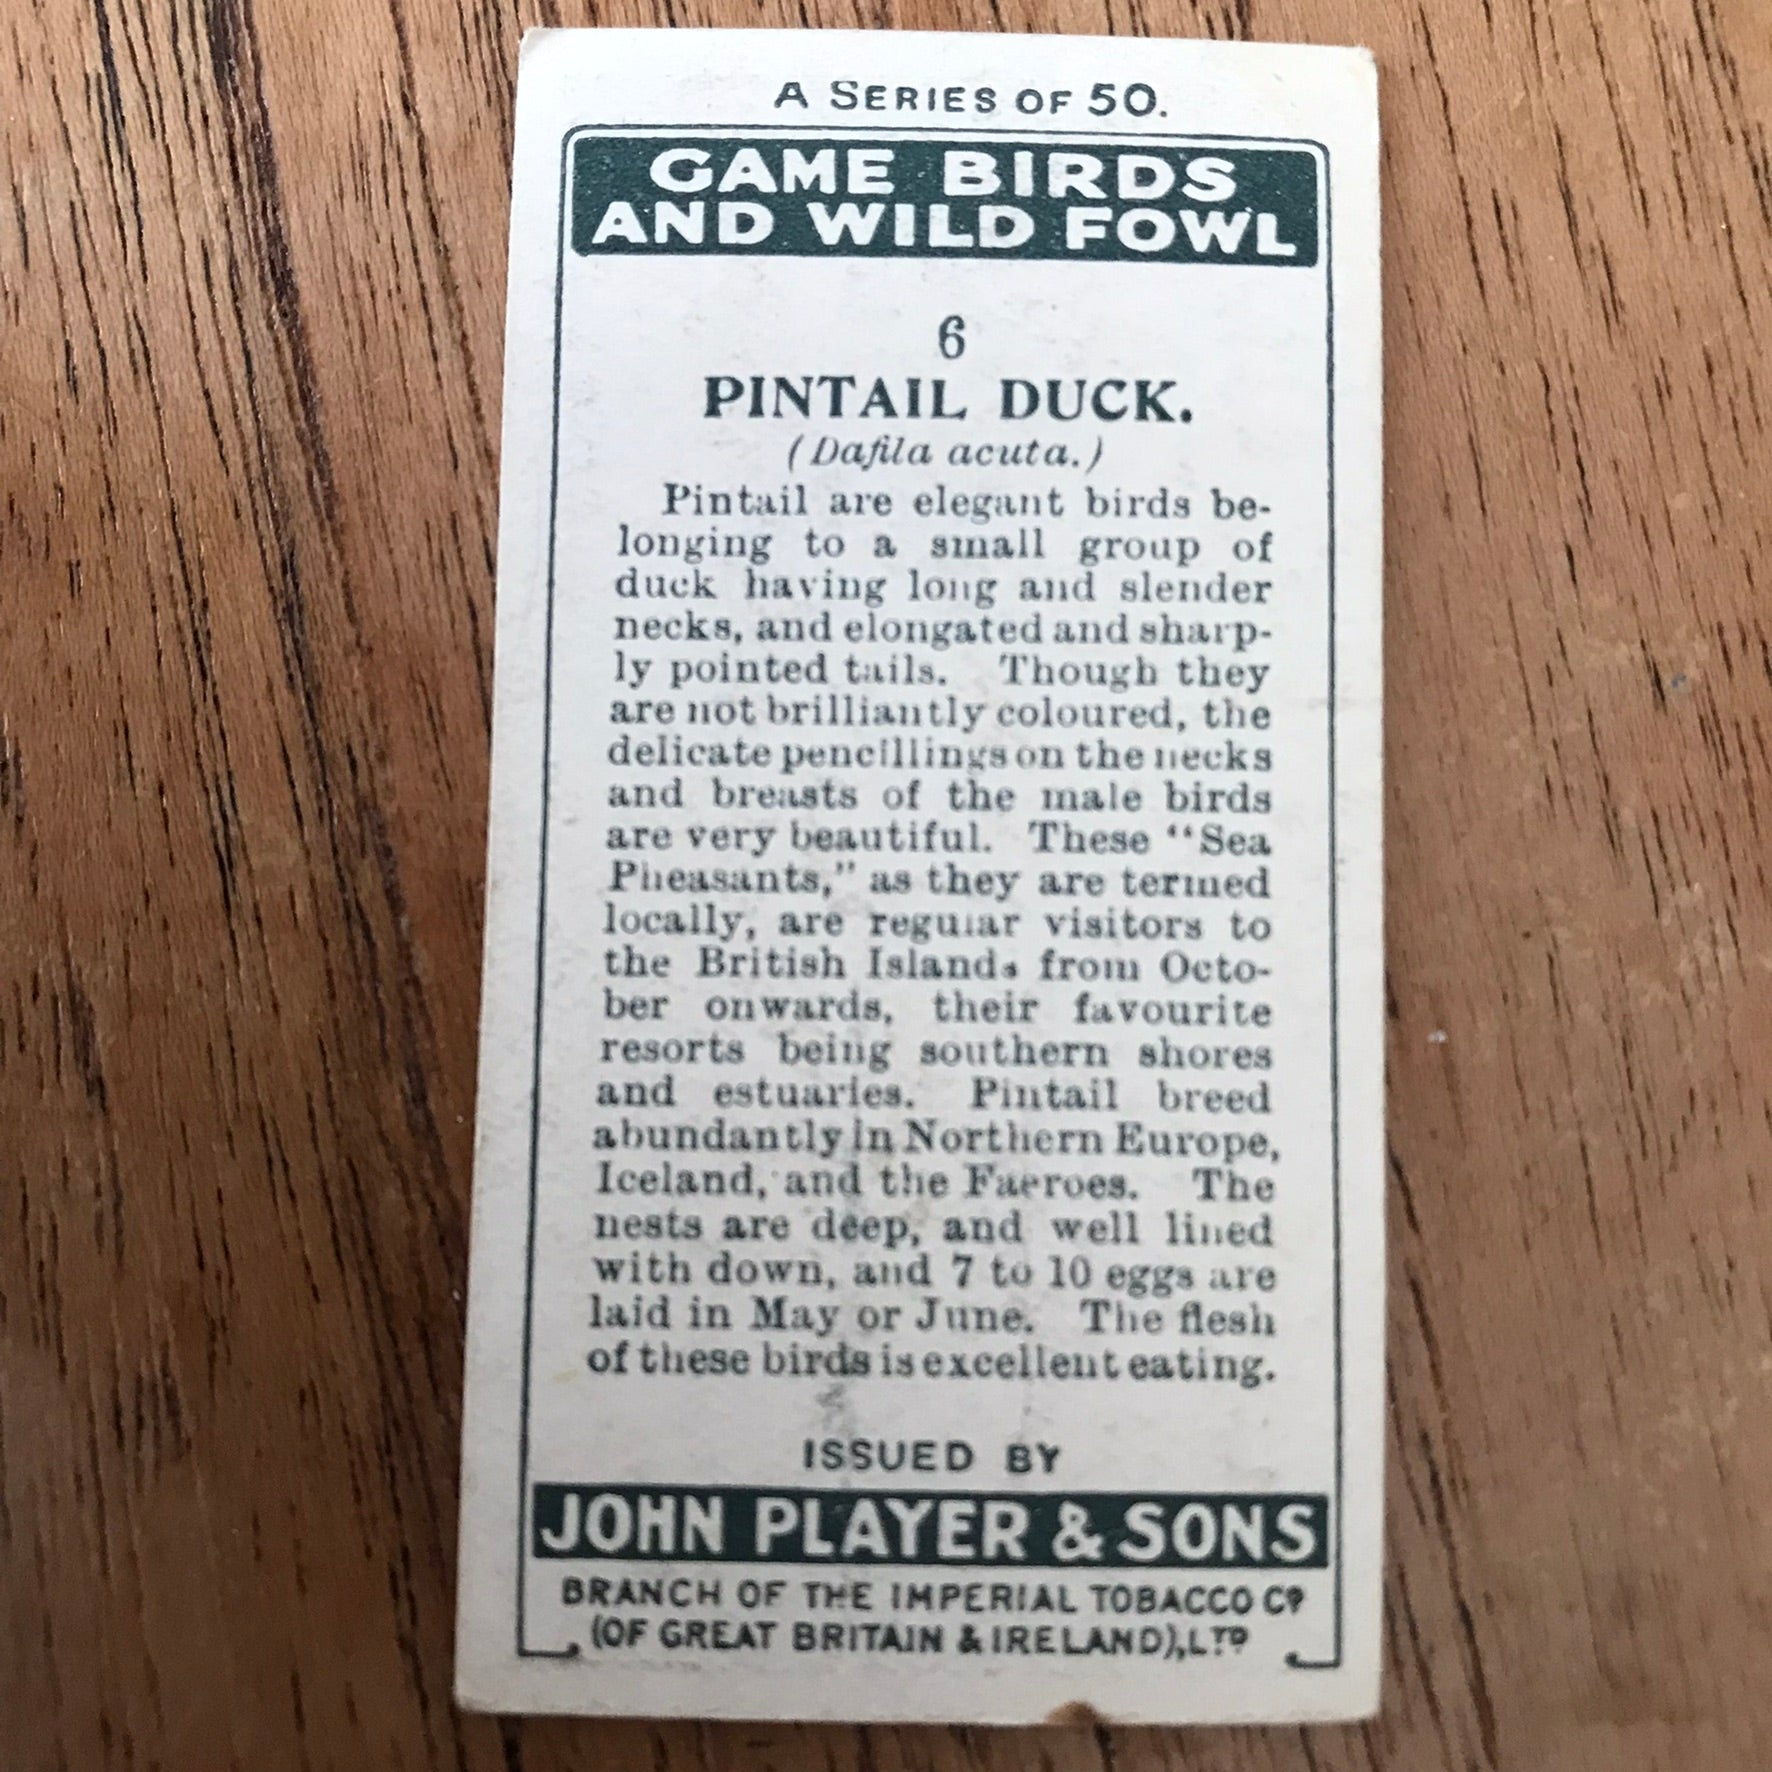 A SERIES OF 50.
GAME BIRDS
AND WILD FOWL
6
PINTAIL DUCK.
(Dafila acuta.)
Pintail are elegant birds be-
longing to a small group of
duck having long and slender
necks, and elongated and sharp-
ly pointed tails. Though they
are not brilliantly coloured, the
delicate pencillings on the necks
and breasts of the male birds
are very beautiful. These "Sea
Pheasants," as they are termed
locally, are regular visitors to
the British Islands from Octo-
ber onwards, their favourite
resorts being southern shores
and estuaries. Pintail breed
abundantly in Northern Europe,
Iceland, and the Faeroes. The
nests are deep, and well lined
with down, and 7 to 10 eggs are
laid in May or June. The flesh
of these birds is excellent eating.
ISSUED BY
JOHN PLAYER & SONS
BRANCH OF THE IMPERIAL TOBACCO Co.
(OF GREAT BRITAIN & IRELAND), LTD